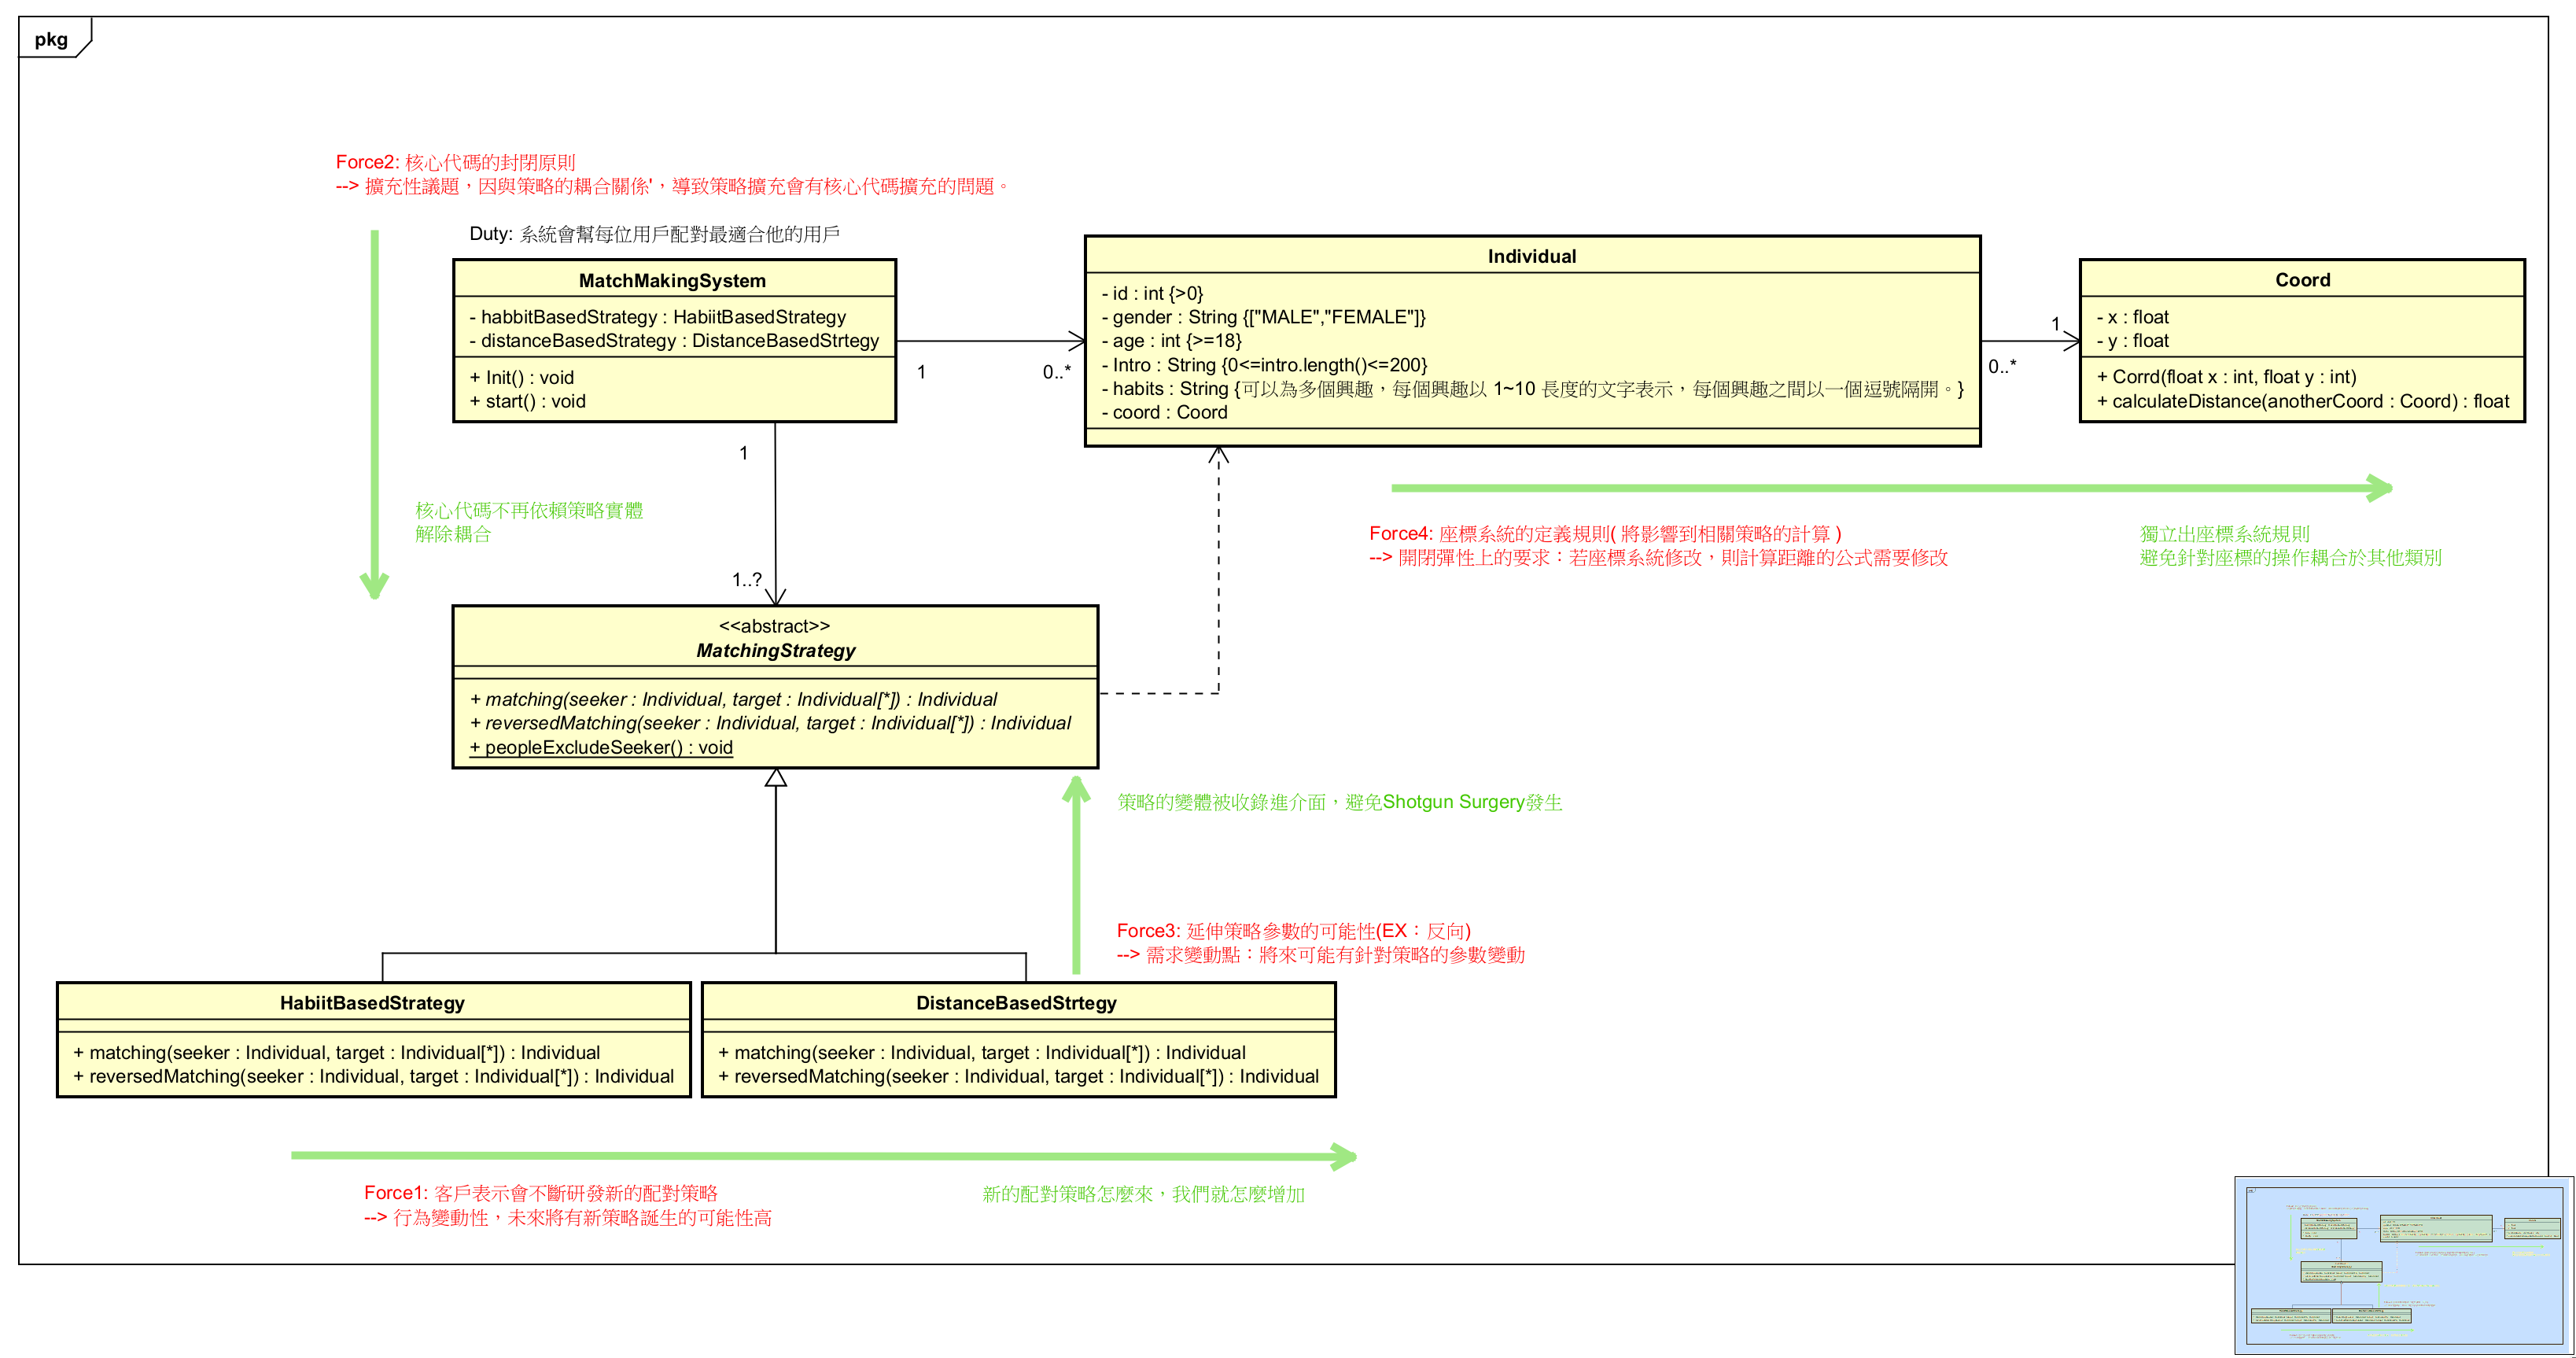 pkg
Force2: 核心代碼的封閉原則
--> 擴充性議題，因與策略的耦合關係'，導致策略擴充會有核心代碼擴充的問題。
Duty: 系統會幫每位用戶配對最適合他的用戶
MatchMakingSystem
- habbitBasedStrategy : HabiitBasedStrategy
- distanceBasedStrategy : DistanceBasedStrtegy
+ Init() : void
+ start() : void
1
0..*
Individual
- id : int {>0}
- gender : String {["MALE","FEMALE"]}
- age : int {>=18}
- Intro : String {0<=intro.length()<=200}
- habits : String {可以為多個興趣，每個興趣以 1~10 長度的文字表示，每個興趣之間以一個逗號隔開。}
- coord : Coord
1
0..*
Coord
- x : float
- y : float
+ Corrd(float x : int, float y : int)
+ calculateDistance(anotherCoord : Coord) : float
1
核心代碼不再依賴策略實體
解除耦合
1..?
Force4: 座標系統的定義規則( 將影響到相關策略的計算 )
--> 開閉彈性上的要求：若座標系統修改，則計算距離的公式需要修改
獨立出座標系統規則
避免針對座標的操作耦合於其他類別
<<abstract>>
MatchingStrategy
+ matching(seeker : Individual, target : Individual[*]) : Individual
+ reversedMatching(seeker : Individual, target : Individual[*]) : Individual
+ peopleExcludeSeeker() : void
策略的變體被收錄進介面，避免Shotgun Surgery發生
Force3: 延伸策略參數的可能性(EX：反向)
--> 需求變動點：將來可能有針對策略的參數變動
HabiitBasedStrategy
+ matching(seeker : Individual, target : Individual[*]) : Individual
+ reversedMatching(seeker : Individual, target : Individual[*]) : Individual
DistanceBasedStrtegy
+ matching(seeker : Individual, target : Individual[*]) : Individual
+ reversedMatching(seeker : Individual, target : Individual[*]) : Individual
Force1: 客戶表示會不斷研發新的配對策略
--> 行為變動性，未來將有新策略誕生的可能性高
新的配對策略怎麼來，我們就怎麼增加